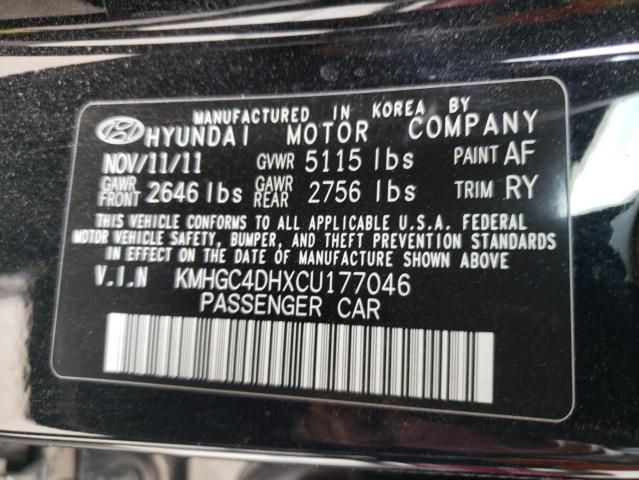 MANUFACTURED IN KOREA BY
HYUNDAI MOTOR COMPANY
NOV/11/11 GVWR 5115 lbs PAINT AF
GAWR FRONT 2646 lbs GAWR REAR 2756 lbs TRIM RY
THIS VEHICLE CONFORMS TO ALL APPLICABLE U.S.A. FEDERAL
MOTOR VEHICLE SAFETY, BUMPER, AND THEFT PREVENTION STANDARDS
IN EFFECT ON THE DATE OF MANUFACTURE SHOWN ABOVE
V.I.N KMHGC4DHXCU177046
PASSENGER CAR